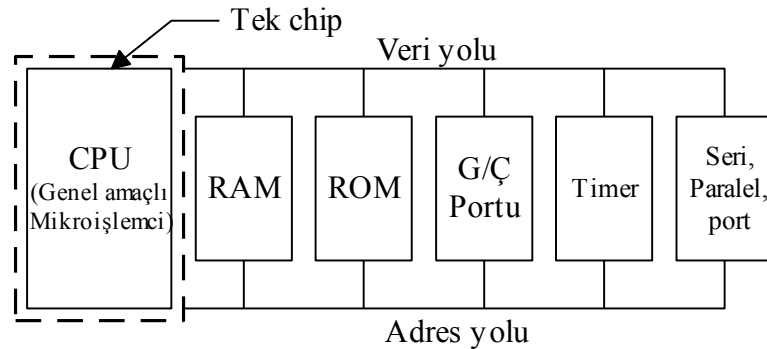 Tek chip
Veri yolu
CPU
(Genel amaçlı
Mikroişlemci)
RAM
ROM
G/Ç
Portu
Timer
Seri,
Paralel,
port
Adres yolu